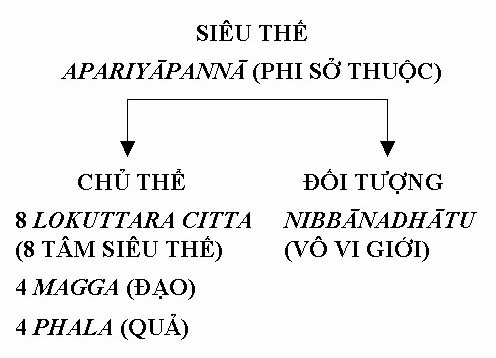 SIÊU THẾ
APARIYĀPANNĀ (PHI SỞ THUỘC)
CHỦ THỂ
8 LOKUTTARA CITTA
(8 TÂM SIÊU THẾ)
4 MAGGA (ĐẠO)
4 PHALA (QUẢ)
ĐỐI TƯỢNG
NIBBĀNADHĀTU
(VÔ VI GIỚI)